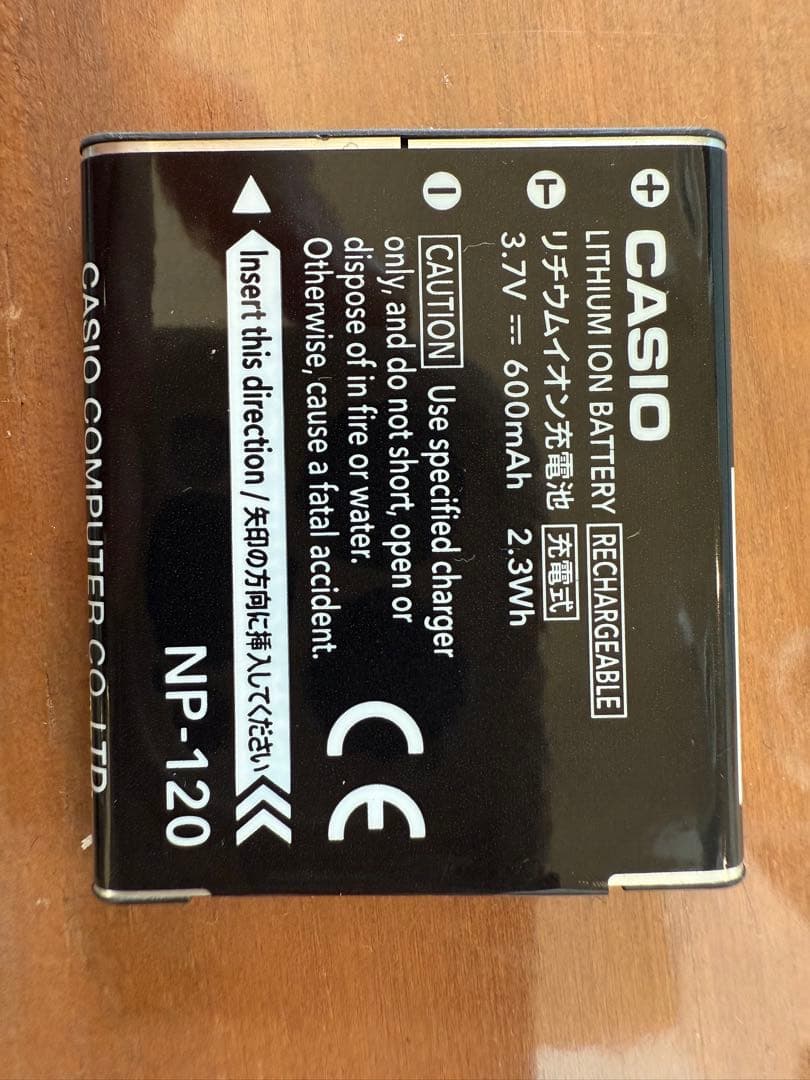 CASIO
LITHIUM ION BATTERY RECHARGEABLE
リチウムイオン充電池 充電式
3.7V 600mAh 2.3Wh
+
T
-
CAUTION Use specified charger
only, and do not short, open or
dispose of in fire or water.
Otherwise, cause a fatal accident.
CE
Insert this direction / 矢印の方向に挿入してください
NP-120
CASIO COMPUTER CO.,LTD.